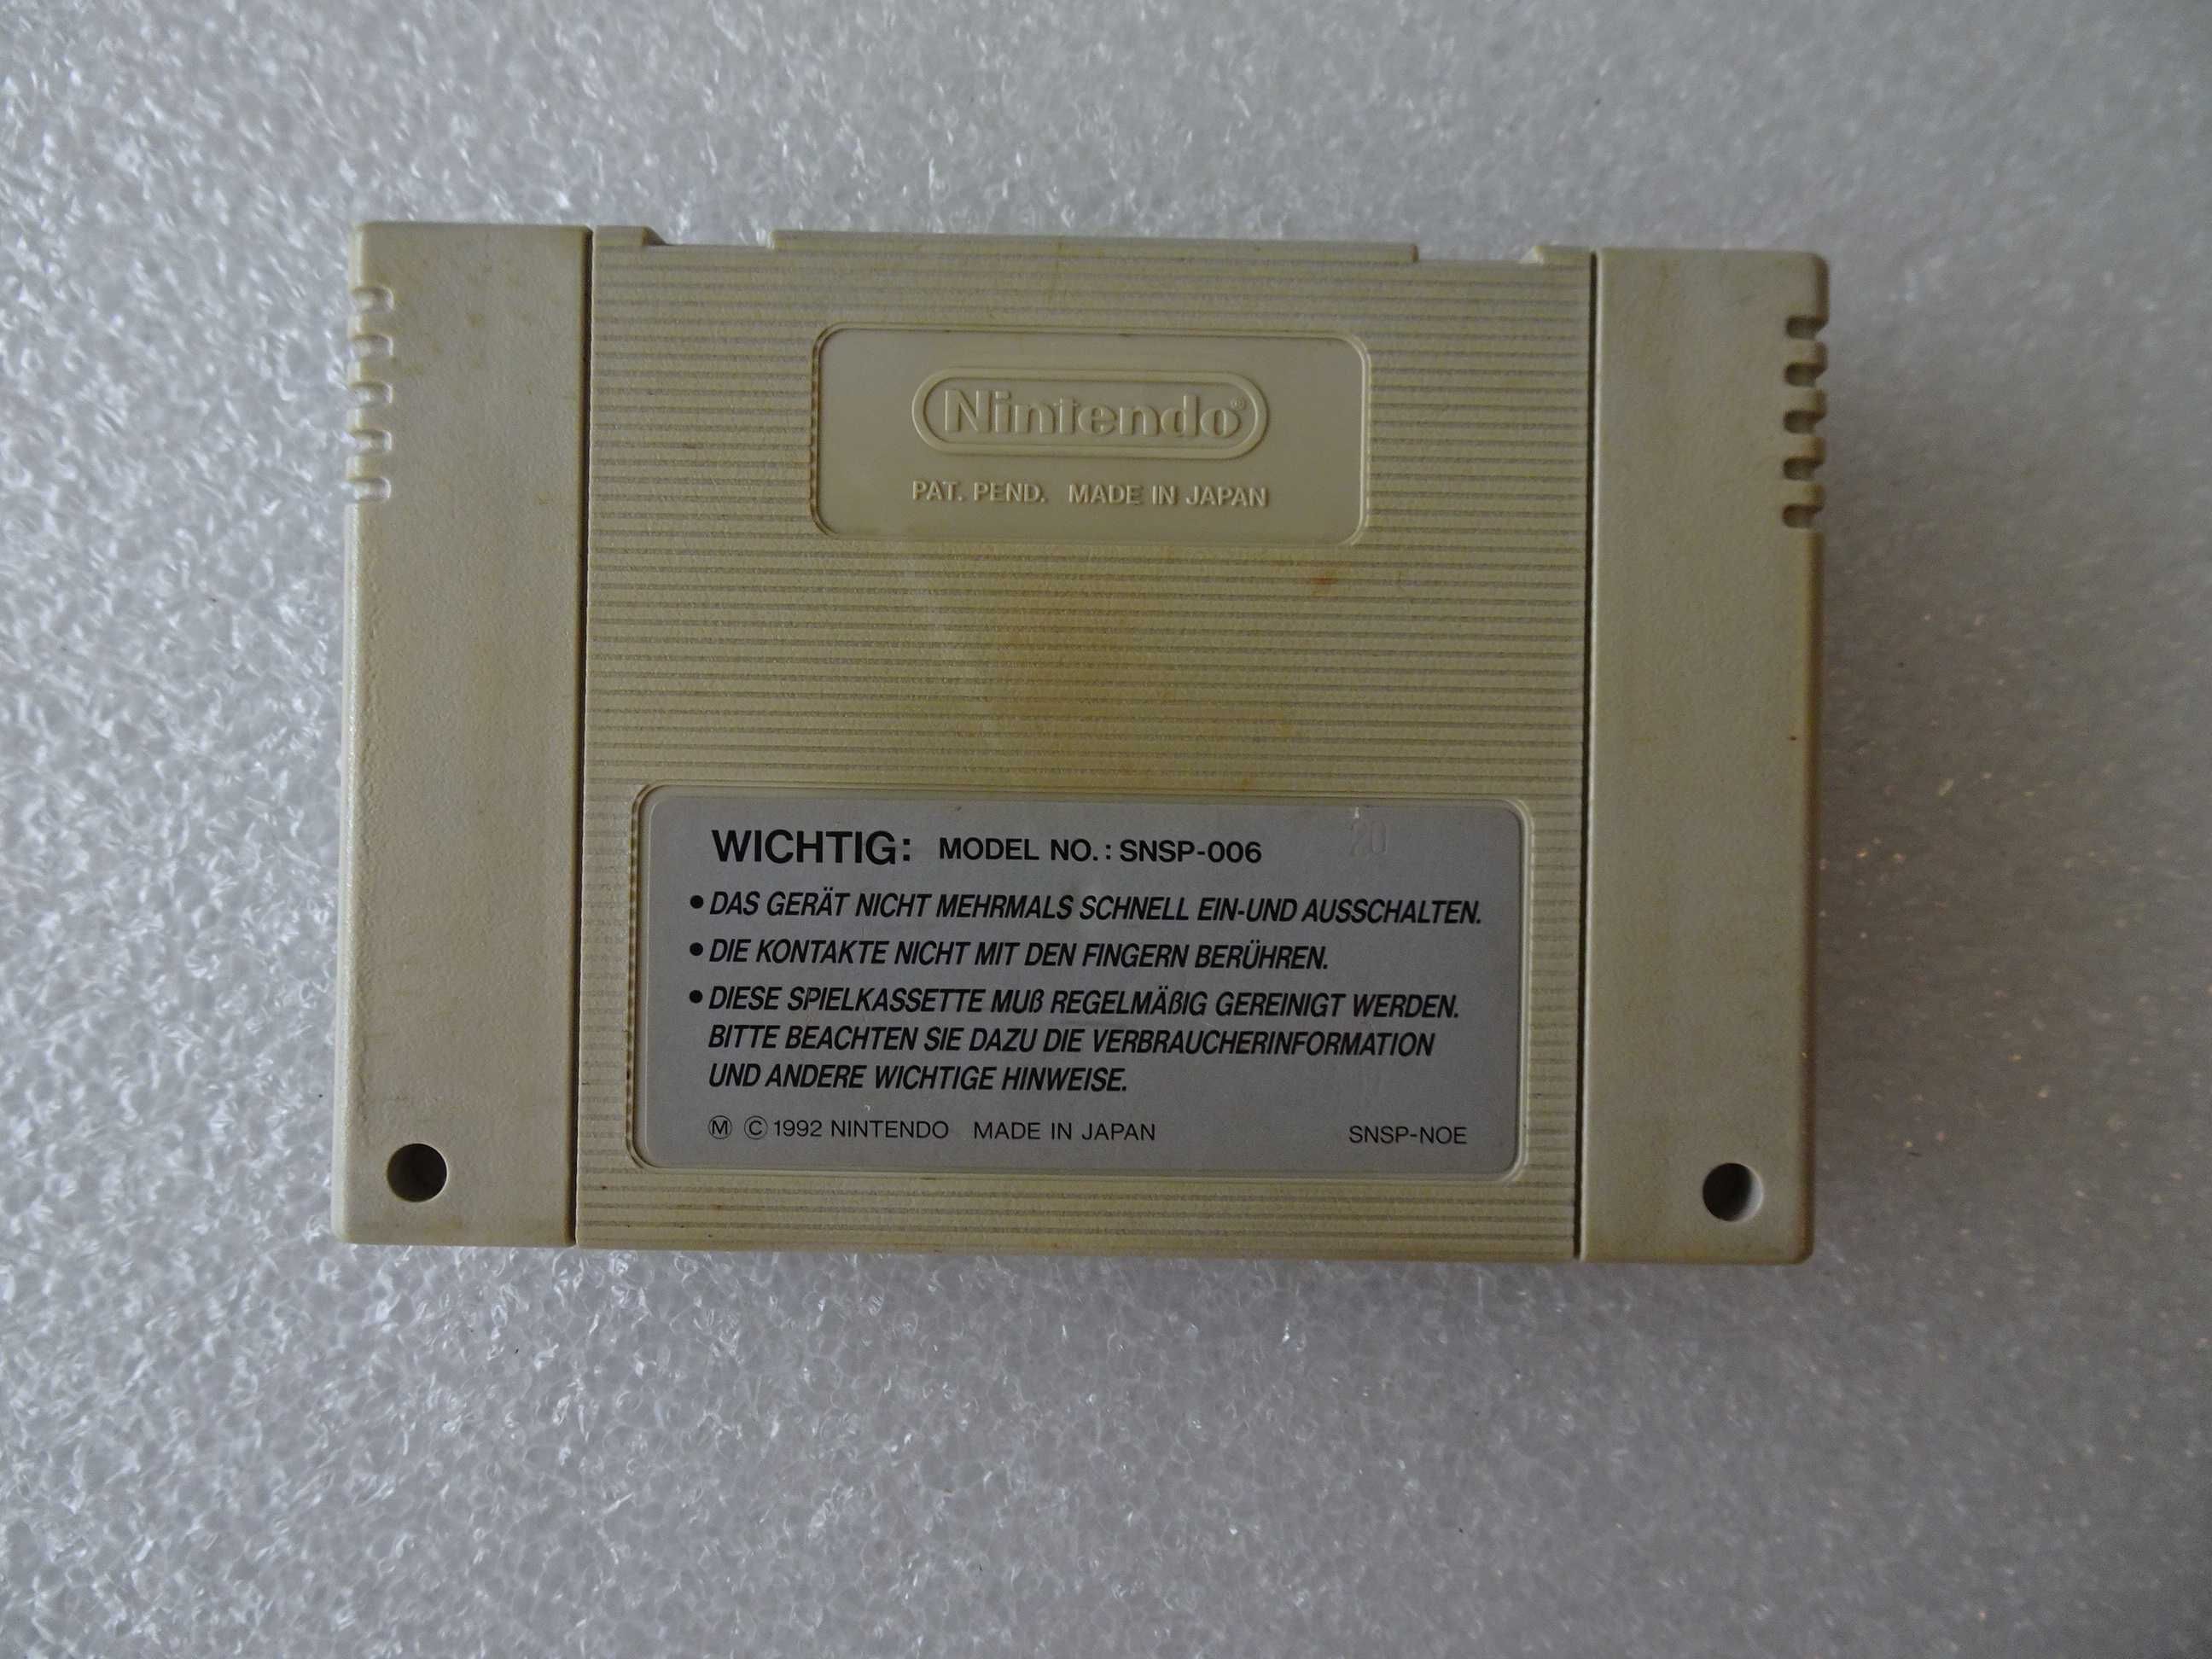 Nintendo®
PAT. PEND. MADE IN JAPAN
WICHTIG: MODEL NO.: SNSP-006
20
• DAS GERÄT NICHT MEHRMALS SCHNELL EIN-UND AUSSCHALTEN.
• DIE KONTAKTE NICHT MIT DEN FINGERN BERÜHREN.
• DIESE SPIELKASSETTE MUß REGELMÄßIG GEREINIGT WERDEN.
BITTE BEACHTEN SIE DAZU DIE VERBRAUCHERINFORMATION
UND ANDERE WICHTIGE HINWEISE.
Ⓜ © 1992 NINTENDO MADE IN JAPAN SNSP-NOE